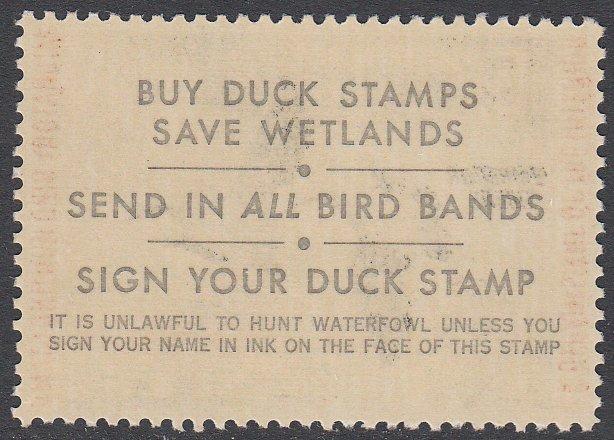 BUY DUCK STAMPS
SAVE WETLANDS
SEND IN ALL BIRD BANDS
SIGN YOUR DUCK STAMP
IT IS UNLAWFUL TO HUNT WATERFOWL UNLESS YOU
SIGN YOUR NAME IN INK ON THE FACE OF THIS STAMP